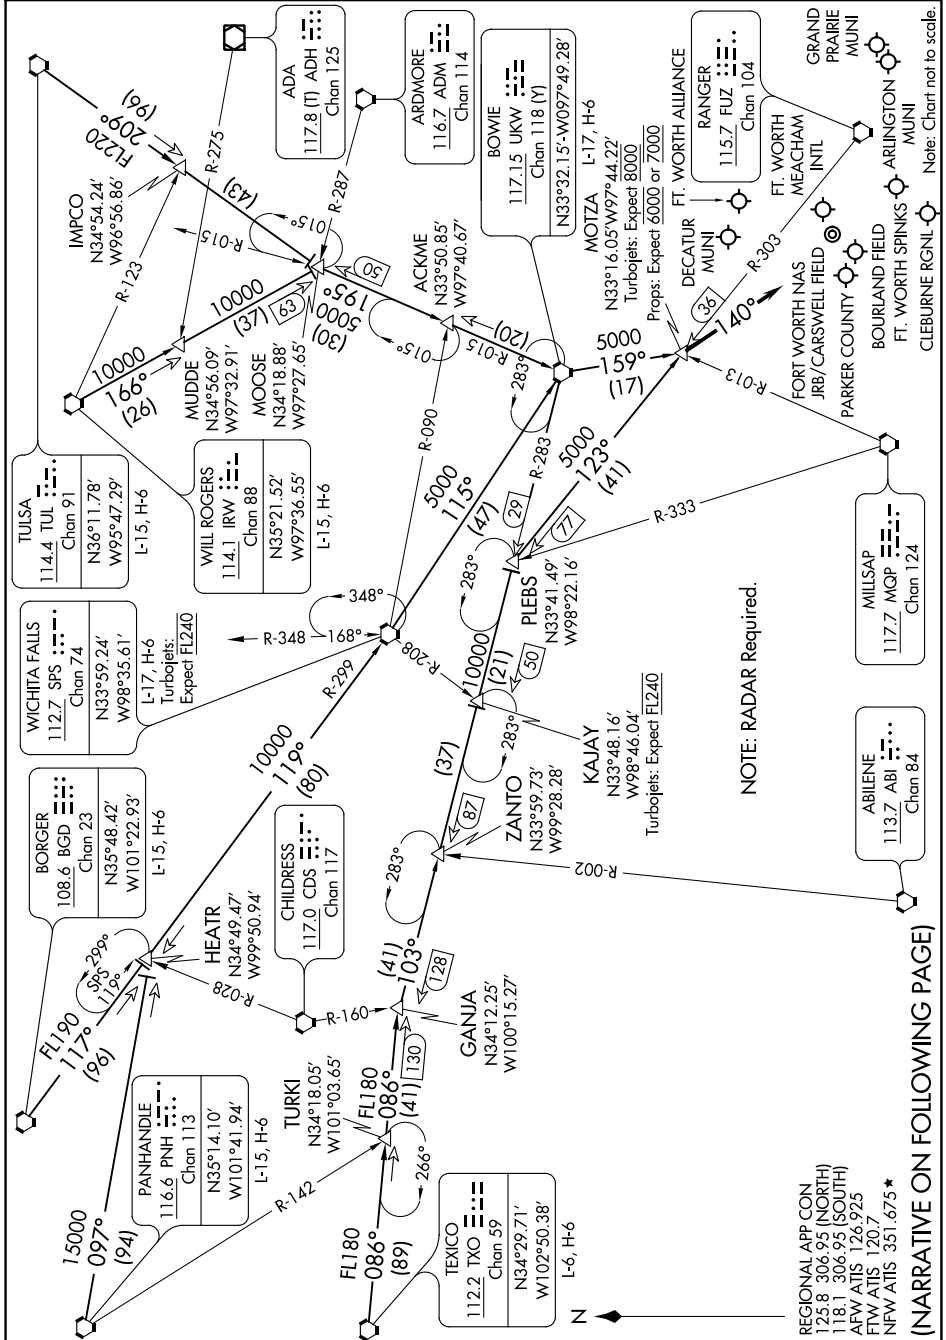 TULSA
114.4 TUL
Chan 91
N36°11.78'
W95°47.29'
L-15, H-6
FL220
209°
(96)
IMPCO
N34°54.24'
W96°56.86'
R-123
R-275
ADA
117.8 (T) ADH
Chan 125
(43)
R-015
015°
R-287
ARDMORE
116.7 ADM
Chan 114
WILL ROGERS
114.1 IRW
Chan 88
N35°21.52'
W97°36.55'
L-15, H-6
10000
166°
(26)
MUDDE
N34°56.09'
W97°32.91'
10000
(37)
63
MOOSE
N34°18.88'
W97°27.65'
50
5000
195°
(30)
015°
ACKME
N33°50.85'
W97°40.67'
R-090
R-015
(20)
BOWIE
117.15 UKW
Chan 118 (Y)
N33°32.15'-W097°49.28'
L-17, H-6
WICHITA FALLS
112.7 SPS
Chan 74
N33°59.24'
W98°35.61'
L-17, H-6
Turbojets:
Expect FL240
R-348
348°
168°
R-299
R-208
5000
115°
(47)
283°
R-283
5000
159°
(17)
MOTZA
N33°16.05'W97°44.22'
Turbojets: Expect 8000
Props: Expect 6000 or 7000
FT. WORTH ALLIANCE
DECATUR
MUNI
RANGER
115.7 FUZ
Chan 104
R-303
36
140°
R-013
FT. WORTH
MEACHAM
INTL
GRAND
PRAIRIE
MUNI
ARLINGTON
MUNI
FORT WORTH NAS
JRB/CARSWELL FIELD
PARKER COUNTY
BOURLAND FIELD
FT. WORTH SPINKS
CLEBURNE RGNL
Note: Chart not to scale.
BORGER
108.6 BGD
Chan 23
N35°48.42'
W101°22.93'
L-15, H-6
FL190
117°
(96)
299°
SPS
119°
HEATR
N34°49.47'
W99°50.94'
10000
119°
(80)
R-028
CHILDRESS
117.0 CDS
Chan 117
R-160
PANHANDLE
116.6 PNH
Chan 113
N35°14.10'
W101°41.94'
L-15, H-6
15000
097°
(94)
R-142
TURKI
N34°18.05'
W101°03.65'
FL180
086°
(41)
130
GANJA
N34°12.25'
W100°15.27'
128
(41)
103°
283°
ZANTO
N33°59.73'
W99°28.28'
87
(37)
KAJAY
N33°48.16'
W98°46.04'
Turbojets: Expect FL240
283°
50
10000
(21)
283°
29
PLEBS
N33°41.49'
W98°22.16'
77
5000
123°
(41)
R-333
MILLSAP
117.7 MQP
Chan 124
R-002
ABILENE
113.7 ABI
Chan 84
FL180
086°
(89)
266°
TEXICO
112.2 TXO
Chan 59
N34°29.71'
W102°50.38'
L-6, H-6
N
NOTE: RADAR Required.
REGIONAL APP CON
125.8 306.95 (NORTH)
118.1 306.95 (SOUTH)
AFW ATIS 126.925
FTW ATIS 120.7
NFW ATIS 351.675★
(NARRATIVE ON FOLLOWING PAGE)